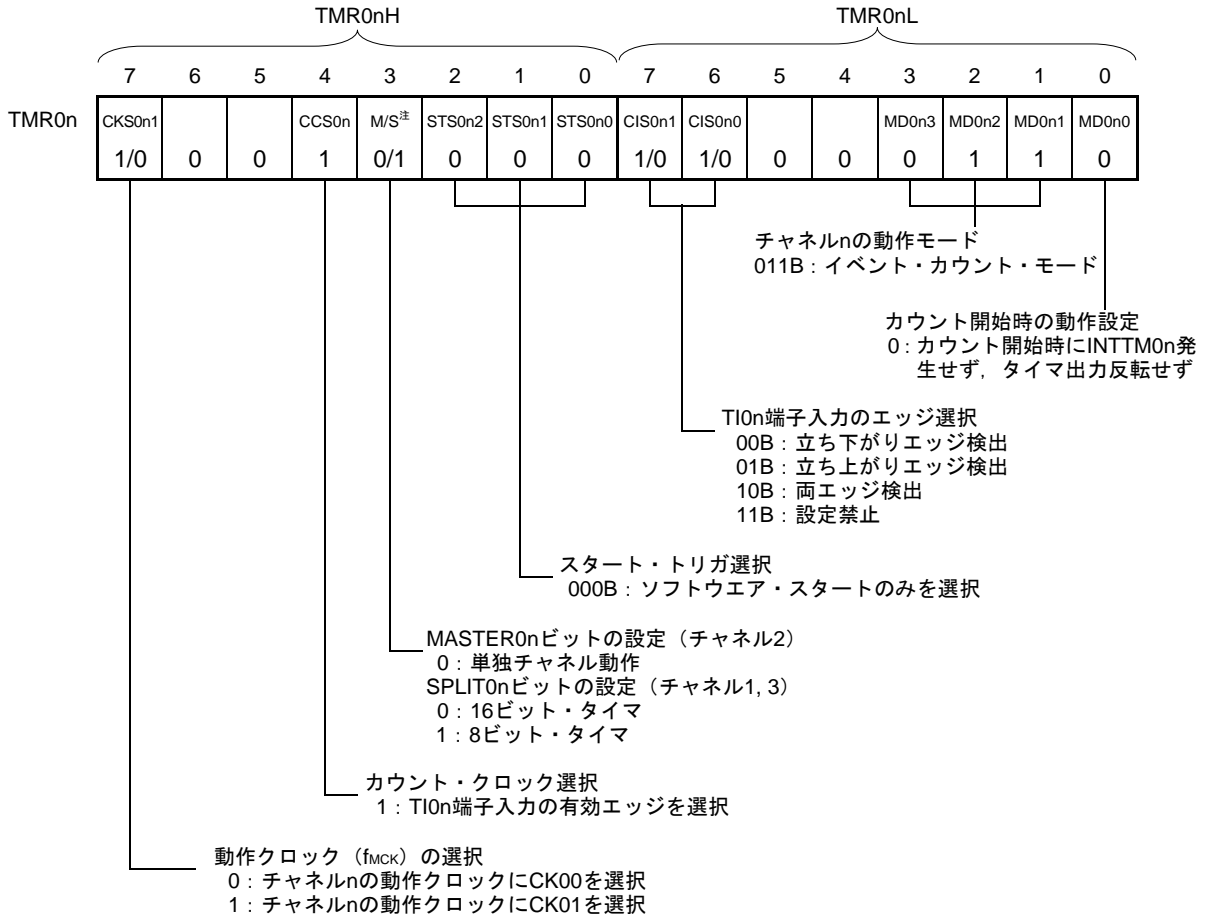 TMR0nH TMR0nL
7 6 5 4 3 2 1 0 7 6 5 4 3 2 1 0
TMR0n CKS0n1 CCS0n M/S注 STS0n2 STS0n1 STS0n0 CIS0n1 CIS0n0 MD0n3 MD0n2 MD0n1 MD0n0
1/0 0 0 1 0/1 0 0 0 1/0 1/0 0 0 0 1 1 0
チャネルnの動作モード
011B：イベント・カウント・モード
カウント開始時の動作設定
0：カウント開始時にINTTM0n発
生せず，タイマ出力反転せず
TI0n端子入力のエッジ選択
00B：立ち下がりエッジ検出
01B：立ち上がりエッジ検出
10B：両エッジ検出
11B：設定禁止
スタート・トリガ選択
000B：ソフトウエア・スタートのみを選択
MASTER0nビットの設定（チャネル2）
0：単独チャネル動作
SPLIT0nビットの設定（チャネル1, 3）
0：16ビット・タイマ
1：8ビット・タイマ
カウント・クロック選択
1：TI0n端子入力の有効エッジを選択
動作クロック（fMCK）の選択
0：チャネルnの動作クロックにCK00を選択
1：チャネルnの動作クロックにCK01を選択